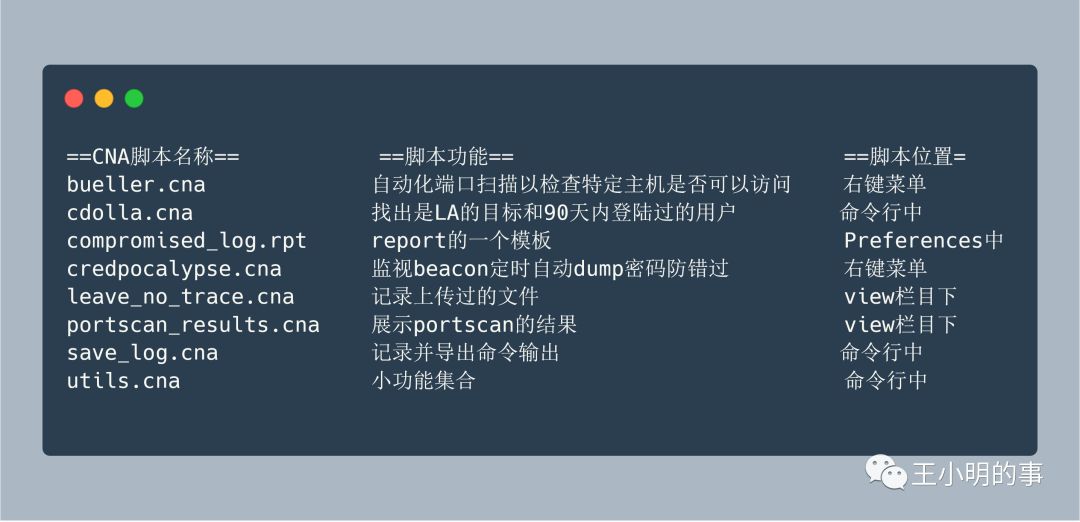 ==CNA脚本名称== ==脚本功能== ==脚本位置=
bueller.cna 自动化端口扫描以检查特定主机是否可以访问 右键菜单
cdolla.cna 找出是LA的目标和90天内登陆过的用户 命令行中
compromised_log.rpt report的一个模板 Preferences中
credpocalypse.cna 监视beacon定时自动dump密码防错过 右键菜单
leave_no_trace.cna 记录上传过的文件 view栏目下
portscan_results.cna 展示portscan的结果 view栏目下
save_log.cna 记录并导出命令输出 命令行中
utils.cna 小功能集合 命令行中
王小明的事